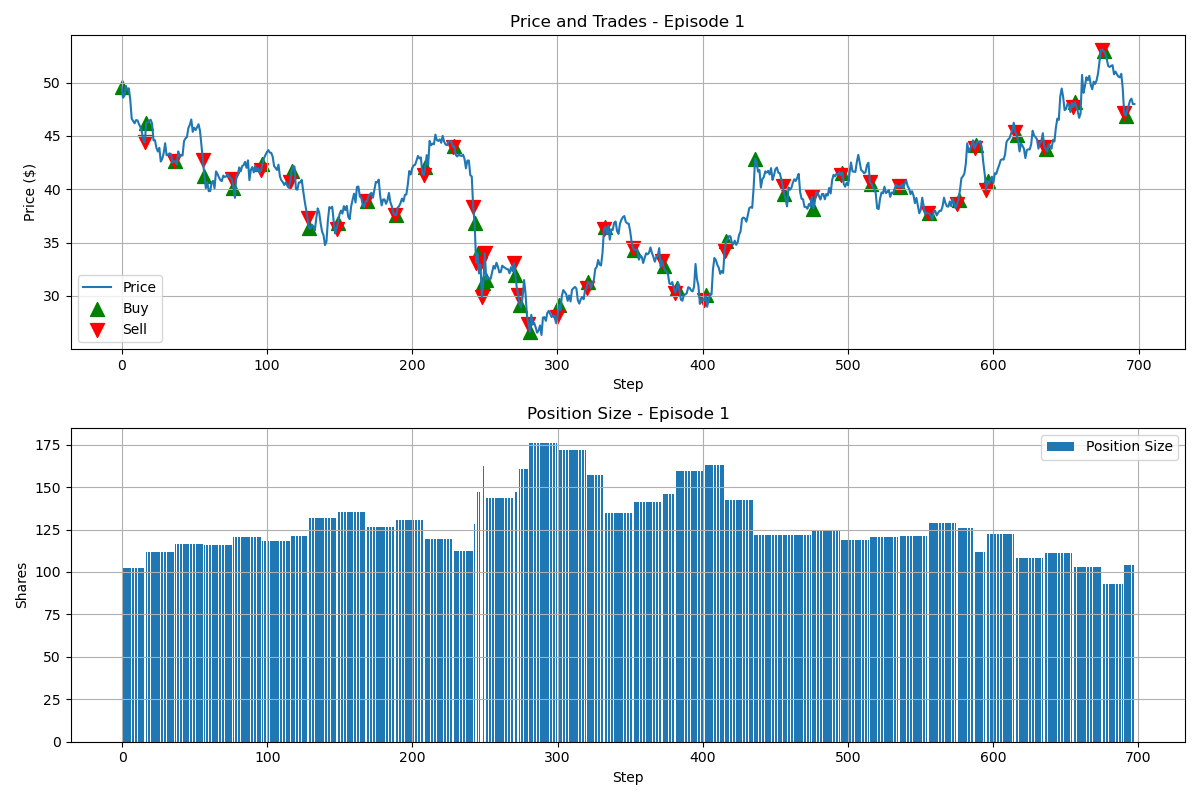 Price and Trades - Episode 1
Price ($)
50
45
40
35
30
Price
Buy
Sell
0 100 200 300 400 500 600 700
Step
Position Size - Episode 1
Shares
175
150
125
100
75
50
25
0
Position Size
0 100 200 300 400 500 600 700
Step